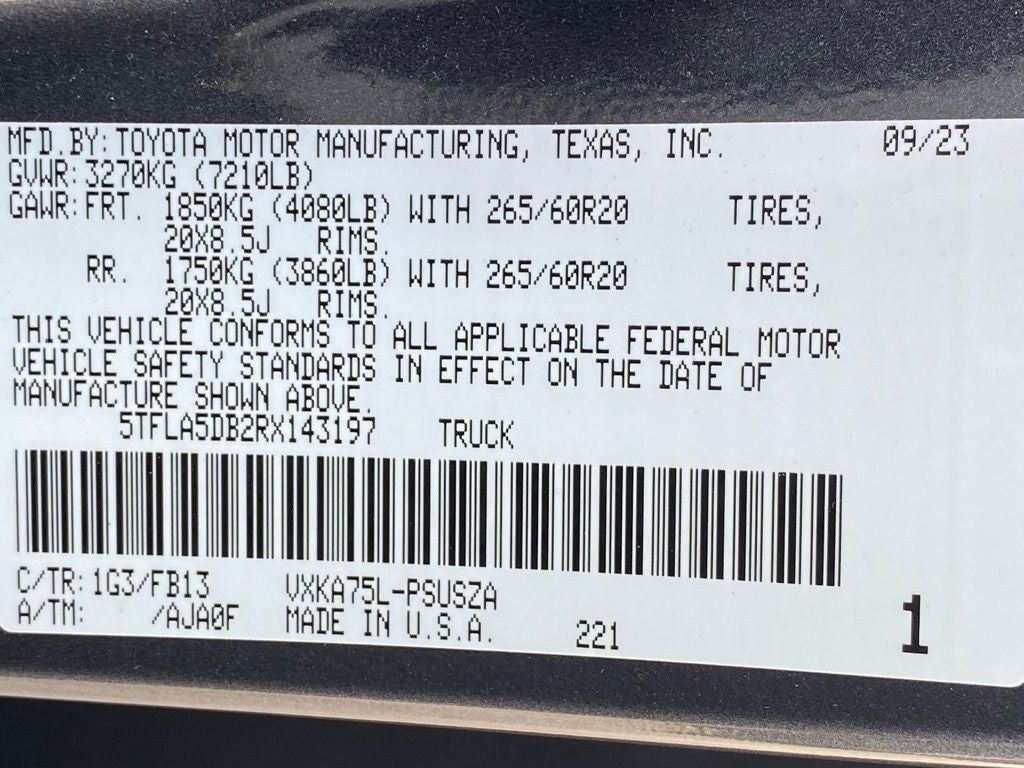 MFD.BY: TOYOTA MOTOR MANUFACTURING, TEXAS, INC. 09/23
GVWR: 3270KG (7210LB)
GAWR: FRT. 1850KG (4080LB) WITH 265/60R20 TIRES,
20X8.5J RIMS.
RR. 1750KG (3860LB) WITH 265/60R20 TIRES,
20X8.5J RIMS.
THIS VEHICLE CONFORMS TO ALL APPLICABLE FEDERAL MOTOR
VEHICLE SAFETY STANDARDS IN EFFECT ON THE DATE OF
MANUFACTURE SHOWN ABOVE.
5TFLA5DB2RX143197 TRUCK
C/TR: 1G3/FB13 VXKA75L-PSUSZA
A/TM: /AJA0F MADE IN U.S.A. 221
1